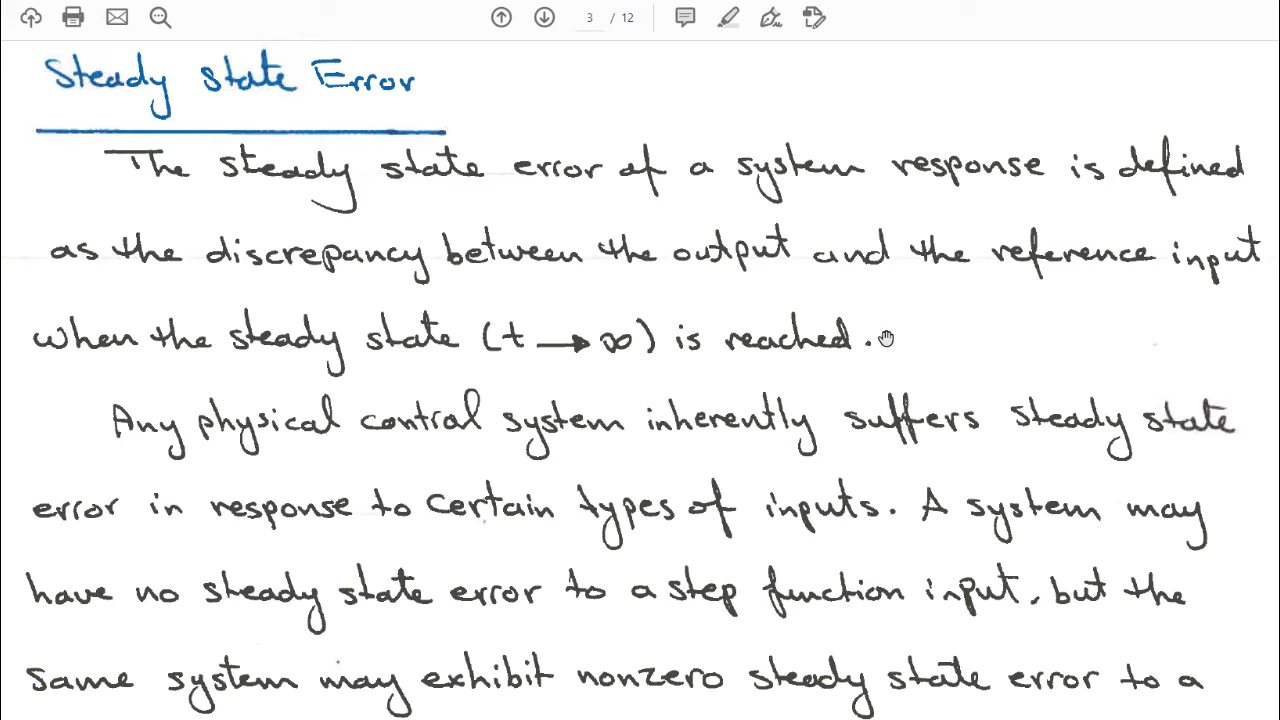 3 / 12
Steady state Error
The steady state error of a system response is defined
as the discrepancy between the output and the reference input
when the steady state (t → ∞) is reached.
Any physical control system inherently suffers steady state
error in response to certain types of inputs. A system may
have no steady state error to a step function input, but the
same system may exhibit nonzero steady state error to a